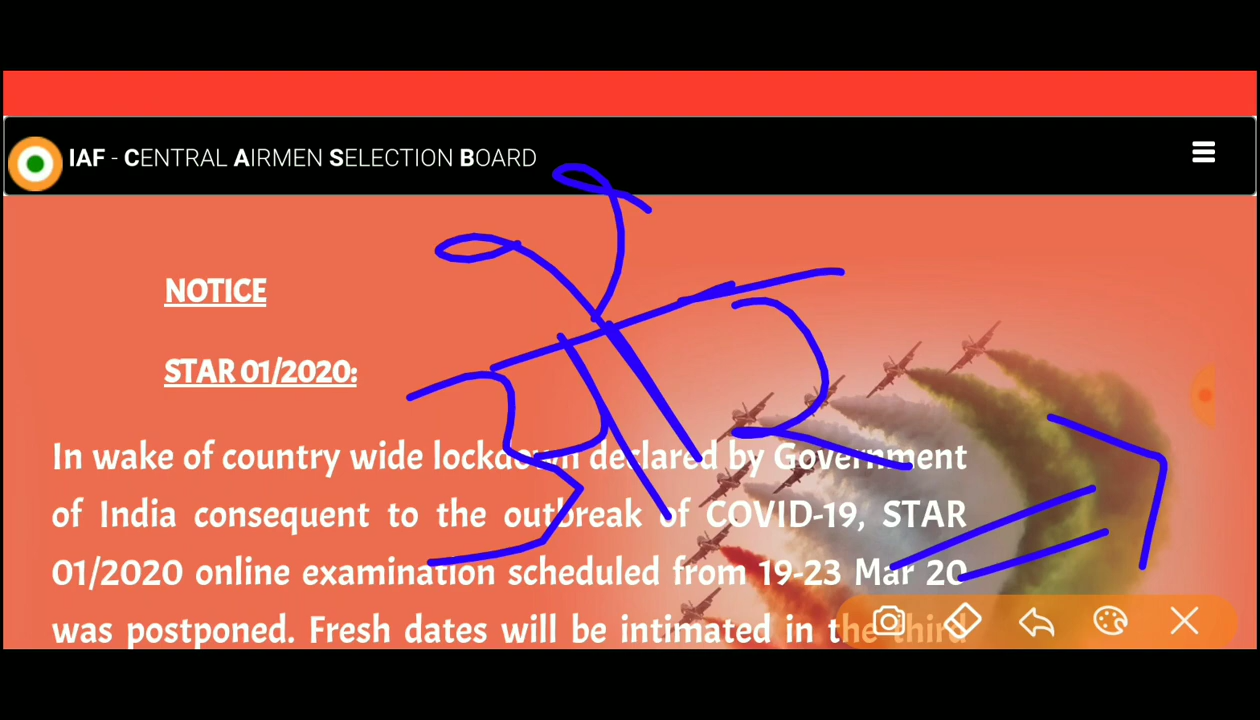 IAF - CENTRAL AIRMEN SELECTION BOARD
NOTICE
STAR 01/2020:
और
In wake of country wide lockdown declared by Government
of India consequent to the outbreak of COVID-19, STAR
01/2020 online examination scheduled from 19-23 Mar 20
was postponed. Fresh dates will be intimated in the third